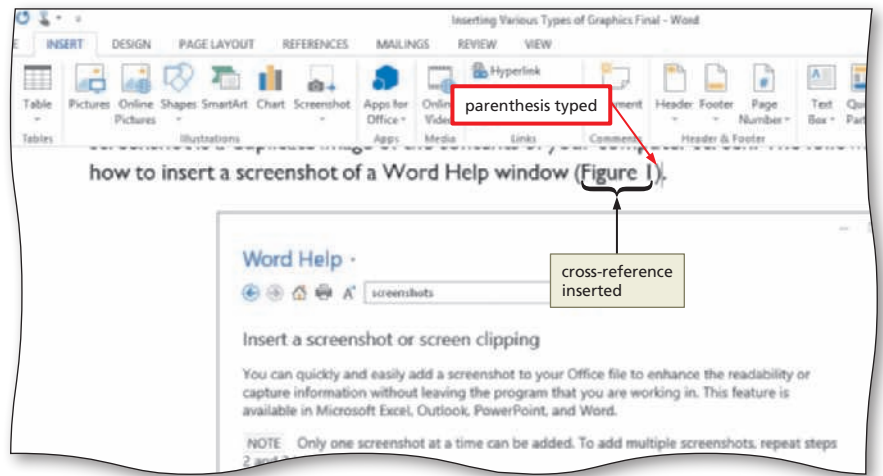 Inserting Various Types of Graphics Final - Word
INSERT DESIGN PAGE LAYOUT REFERENCES MAILINGS REVIEW VIEW
Hyperlink
Table Pictures Online Pictures Shapes SmartArt Chart Screenshot Apps for Office Header Footer Page Number Text Box
parenthesis typed
Tables Illustrations Apps Media Links Comments Header & Footer
how to insert a screenshot of a Word Help window (Figure 1).
cross-reference
inserted
Word Help
screenshots
Insert a screenshot or screen clipping
You can quickly and easily add a screenshot to your Office file to enhance the readability or
capture information without leaving the program that you are working in. This feature is
available in Microsoft Excel, Outlook, PowerPoint, and Word.
NOTE Only one screenshot at a time can be added. To add multiple screenshots, repeat steps